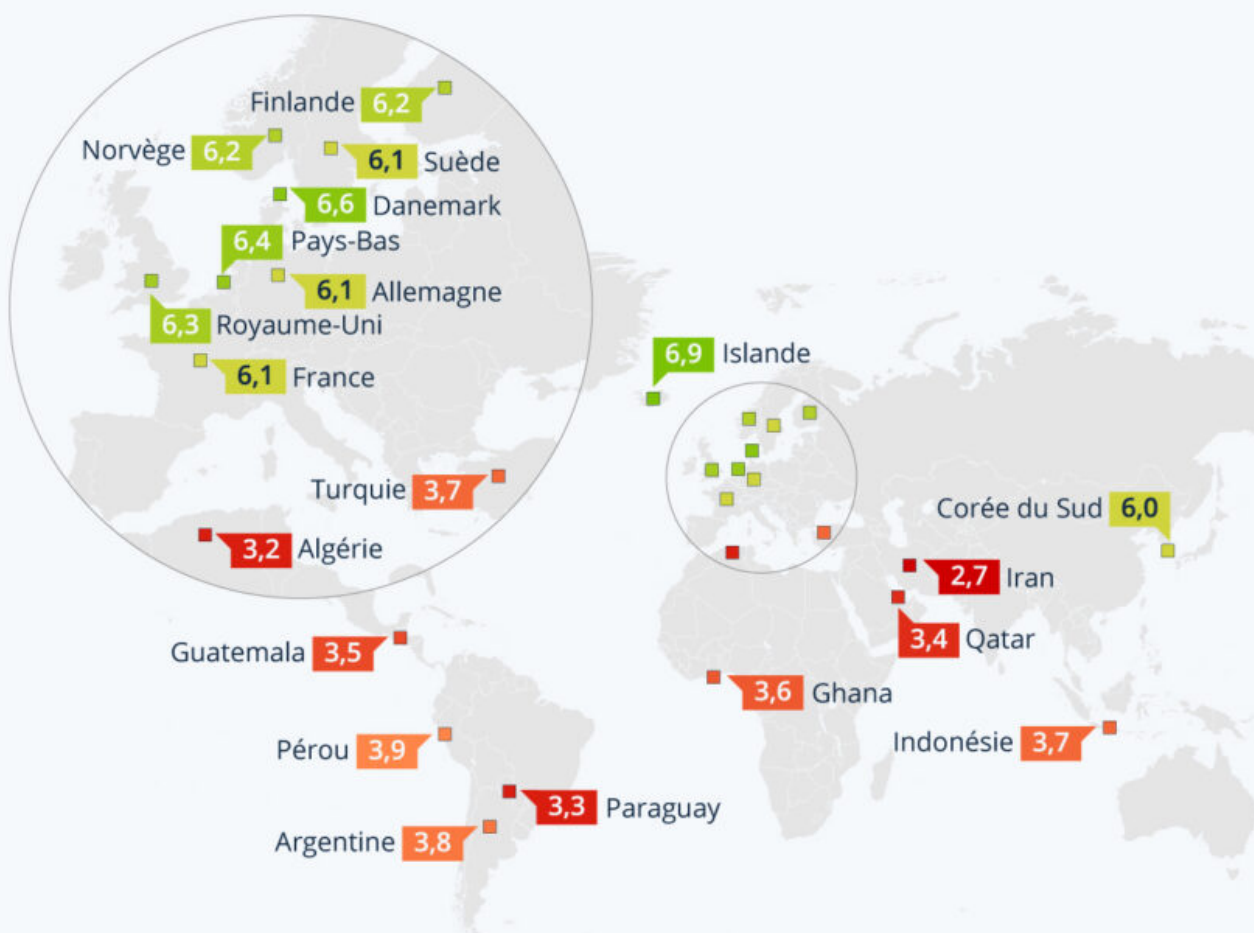 Finlande 6,2
Norvège 6,2
6,1 Suède
6,6 Danemark
6,4 Pays-Bas
6,1 Allemagne
6,3 Royaume-Uni
6,1 France
6,9 Islande
Turquie 3,7
Corée du Sud 6,0
3,2 Algérie
2,7 Iran
3,4 Qatar
Guatemala 3,5
3,6 Ghana
Indonésie 3,7
Pérou 3,9
3,3 Paraguay
Argentine 3,8